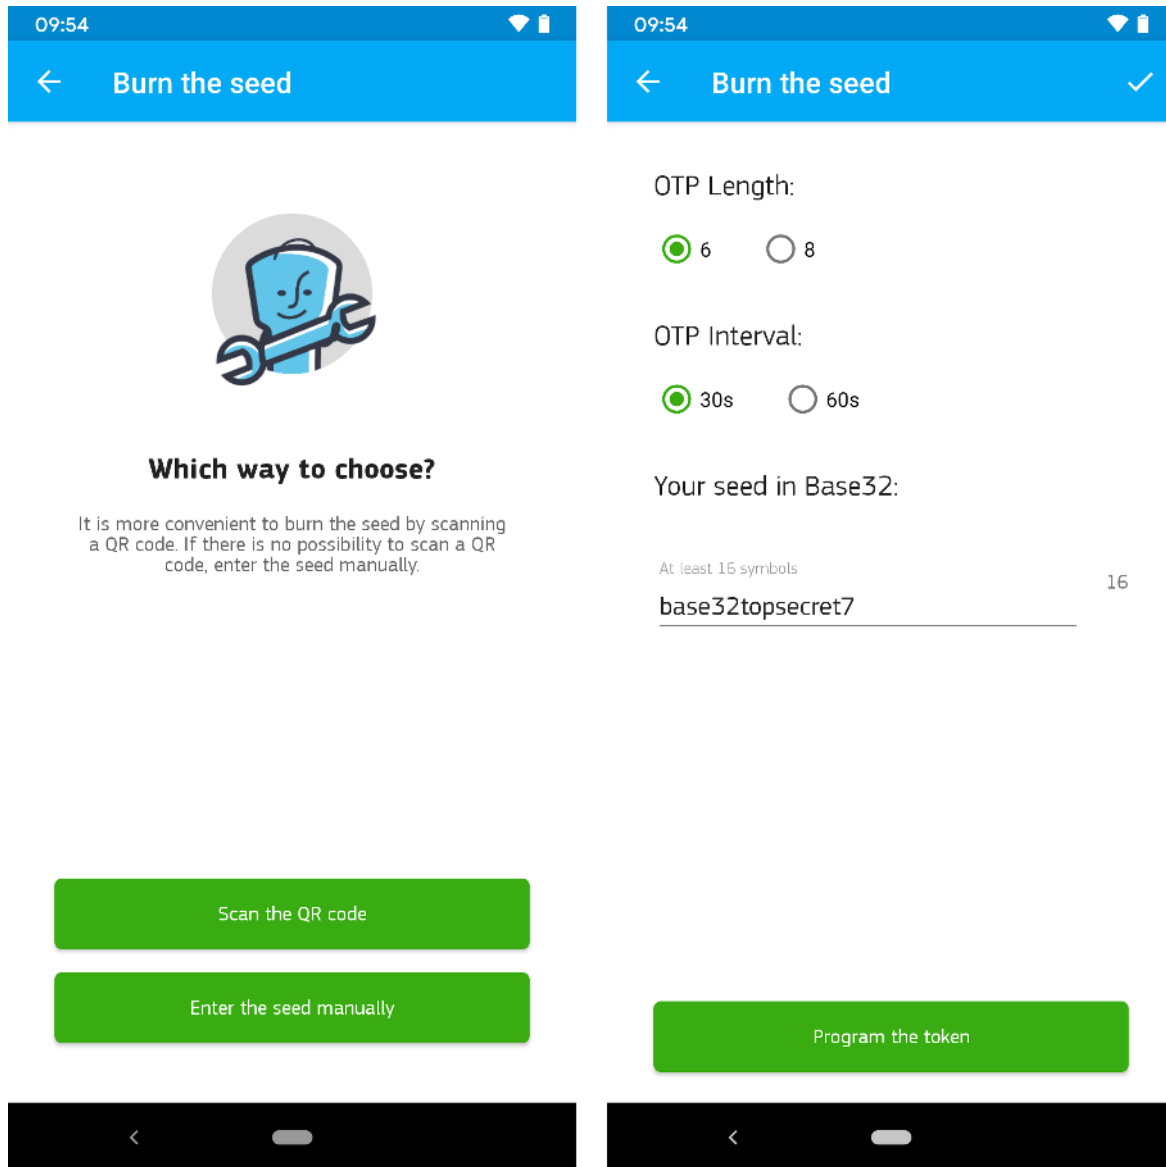 09:54
Burn the seed
Which way to choose?
It is more convenient to burn the seed by scanning
a QR code. If there is no possibility to scan a QR
code, enter the seed manually.
Scan the QR code
Enter the seed manually
09:54
Burn the seed
OTP Length:
6 8
OTP Interval:
30s 60s
Your seed in Base32:
At least 16 symbols
16
base32topsecret7
Program the token